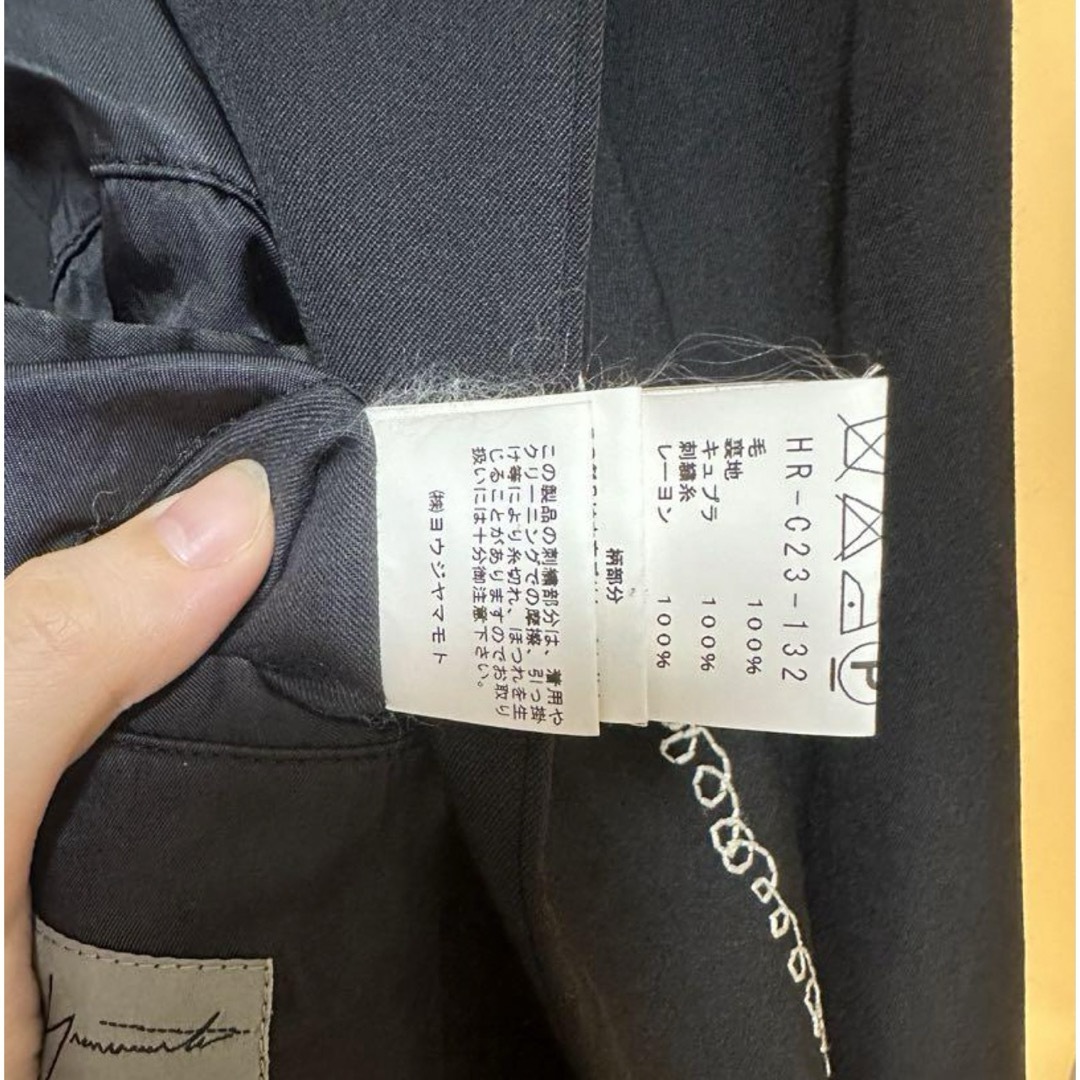 HR-C23-132
毛 100%
裏地
キュプラ 100%
刺繍糸
レーヨン 100%
柄部分
この製品の刺繍部分は、着用や
クリーニングでの摩擦、引っ掛
け等により糸切れ、ほつれを生
じることがありますのでお取り
扱いには十分御注意下さい。
㈱ヨウジヤマモト
P